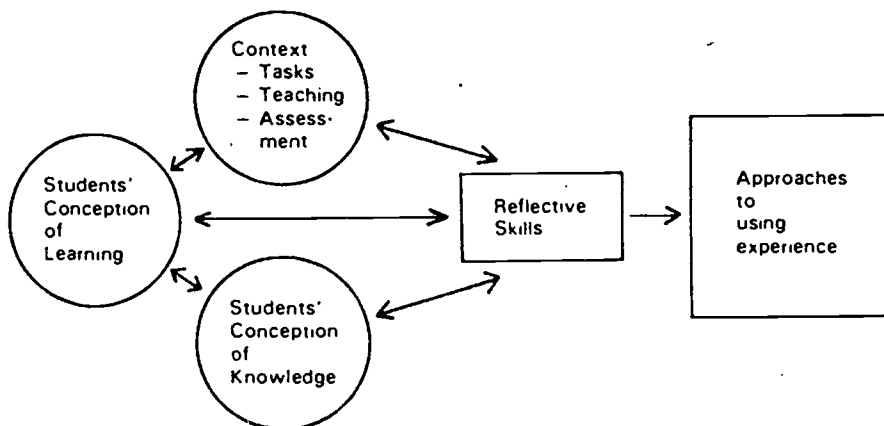 Context
– Tasks
– Teaching
– Assess-
ment
Students'
Conception
of
Learning
Reflective
Skills
Approaches
to
using
experience
Students'
Conception
of
Knowledge